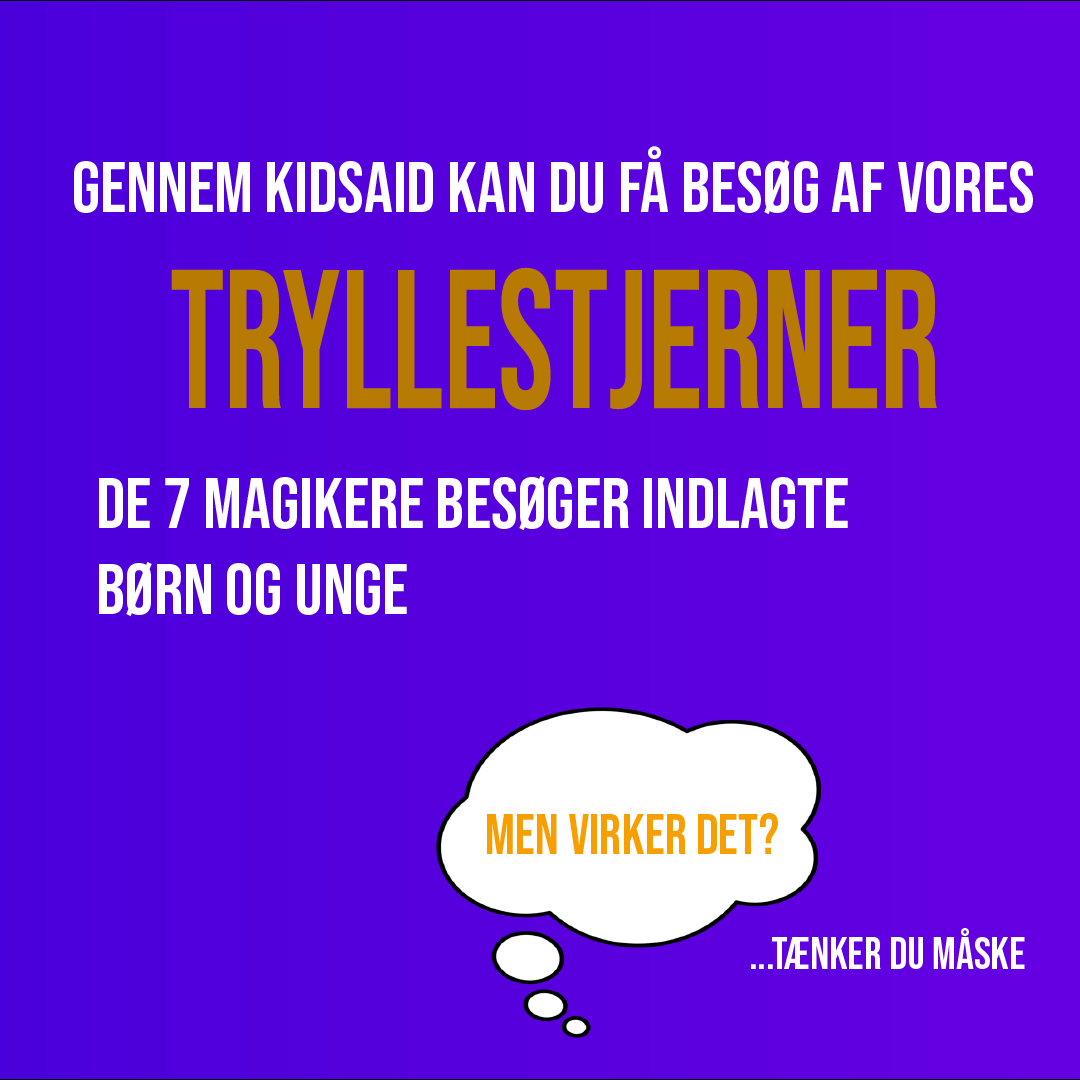 GENNEM KIDSAID KAN DU FÅ BESØG AF VORES
TRYLLESTJERNER
DE 7 MAGIKERE BESØGER INDLAGTE
BØRN OG UNGE
MEN VIRKER DET?
...TÆNKER DU MÅSKE